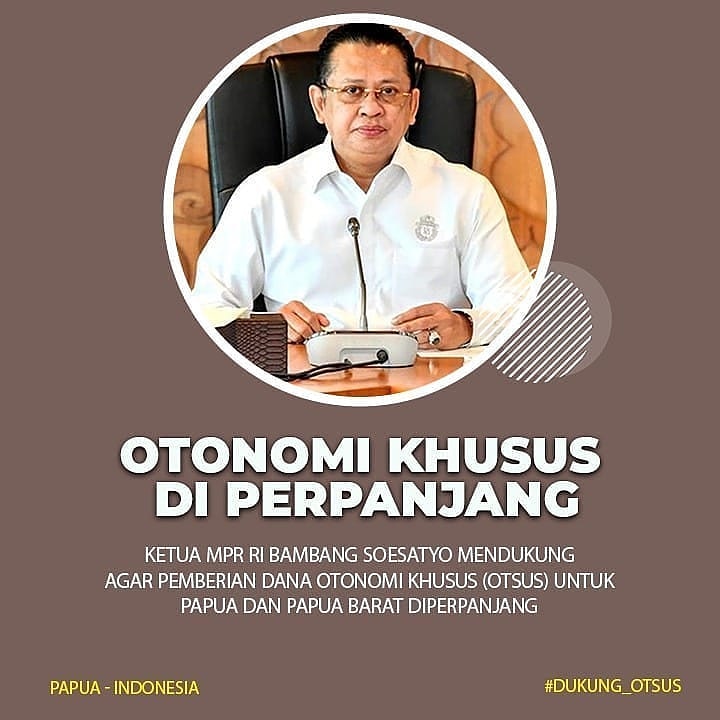 OTONOMI KHUSUS
DI PERPANJANG
KETUA MPR RI BAMBANG SOESATYO MENDUKUNG
AGAR PEMBERIAN DANA OTONOMI KHUSUS (OTSUS) UNTUK
PAPUA DAN PAPUA BARAT DIPERPANJANG
PAPUA - INDONESIA
#DUKUNG_OTSUS